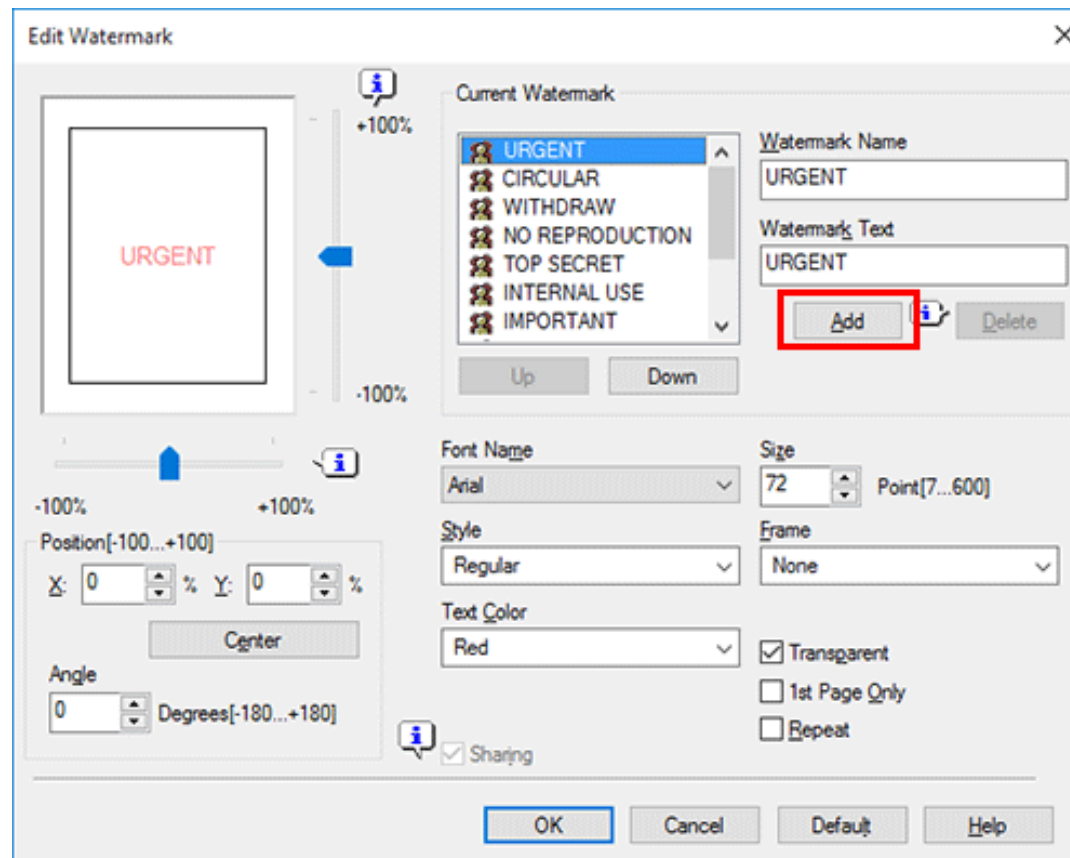 Edit Watermark
+100%
-100%
URGENT
-100%
+100%
Position[-100...+100]
X: 0 % Y: 0 %
Center
Angle
0 Degrees[-180...+180]
Current Watermark
URGENT
CIRCULAR
WITHDRAW
NO REPRODUCTION
TOP SECRET
INTERNAL USE
IMPORTANT
Up Down
Watermark Name
URGENT
Watermark Text
URGENT
Add Delete
Font Name
Arial
Size
72 Point[7...600]
Style
Regular
Frame
None
Text Color
Red
Transparent
1st Page Only
Repeat
Sharing
OK Cancel Default Help